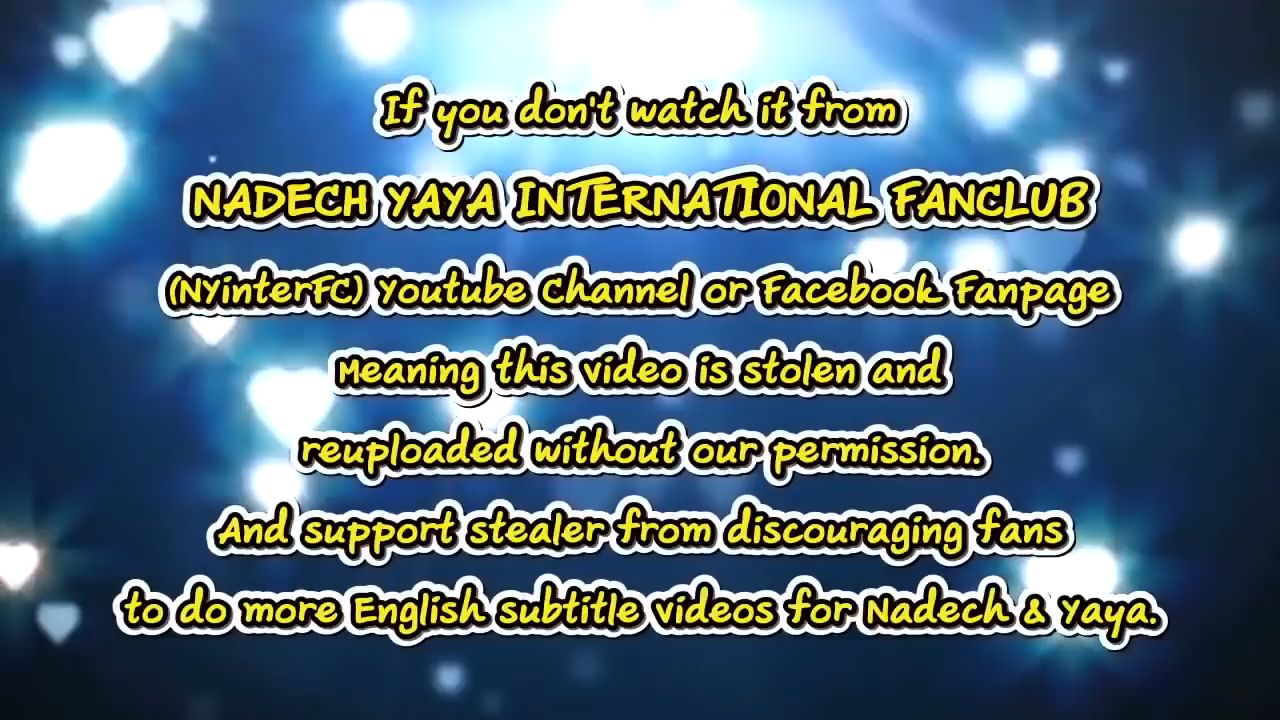 If you don't watch it from
NADECH YAYA INTERNATIONAL FANCLUB
(NYinterFC) Youtube Channel or Facebook Fanpage
Meaning this video is stolen and
reuploaded without our permission.
And support stealer from discouraging fans
to do more English subtitle videos for Nadech & Yaya.